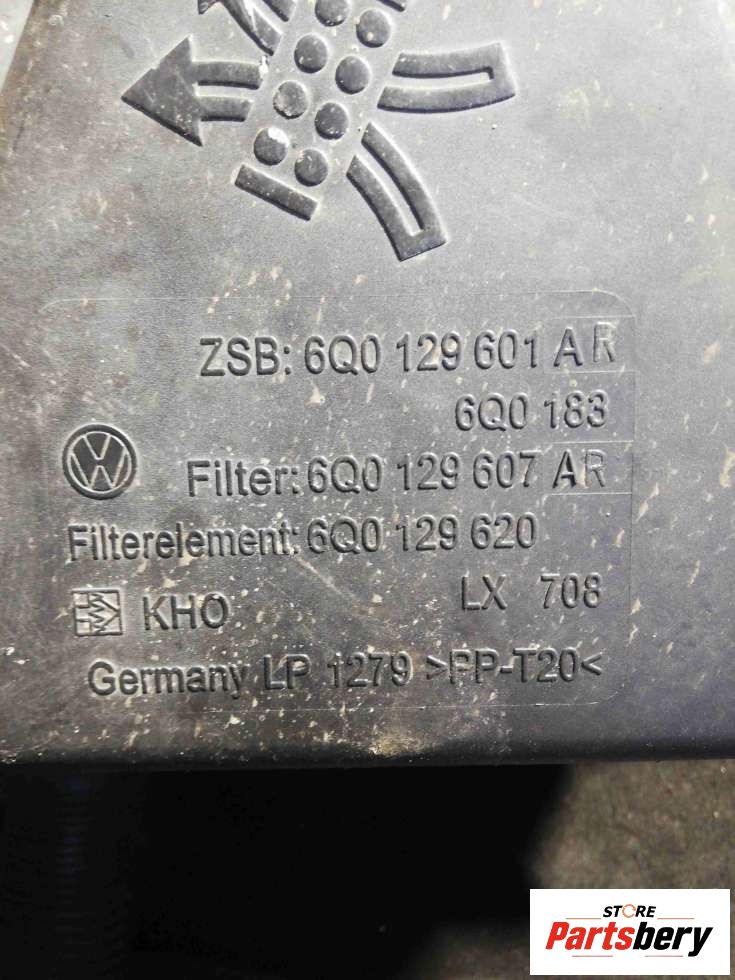 ZSB: 6Q0 129 601 AR
6Q0 183
Filter: 6Q0 129 607 AR
Filterelement: 6Q0 129 620
KHO LX 708
Germany LP 1279 >PP-T20<
STORE
Partsbery